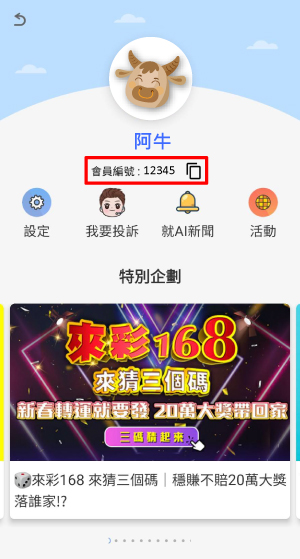 阿牛
會員編號 : 12345
設定
我要投訴
就AI新聞
活動
特別企劃
來彩168
來猜三個碼
新春轉運就要發 20萬大獎帶回家
三碼猜起來
🎲來彩168 來猜三個碼｜穩賺不賠20萬大獎
落誰家!?